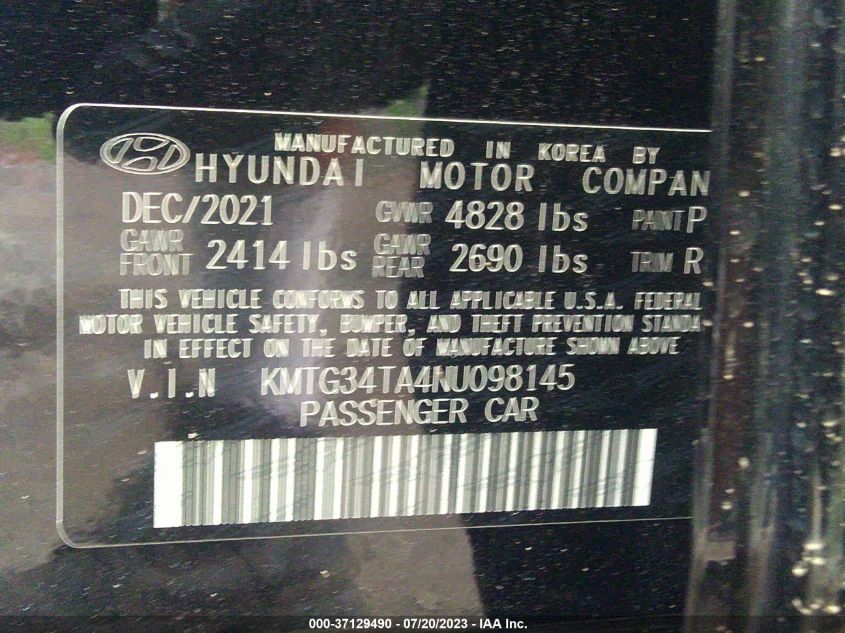 MANUFACTURED IN KOREA BY
HYUNDAI MOTOR COMPAN
DEC/2021 GVWR 4828 lbs PAINT P
GAWR FRONT 2414 lbs GAWR REAR 2690 lbs TRIM R
THIS VEHICLE CONFORMS TO ALL APPLICABLE U.S.A. FEDERAL
MOTOR VEHICLE SAFETY, BUMPER, AND THEFT PREVENTION STANDA
IN EFFECT ON THE DATE OF MANUFACTURE SHOWN ABOVE
V.I.N KMTG34TA4NU098145
PASSENGER CAR
000-37129490 - 07/20/2023 - IAA Inc.